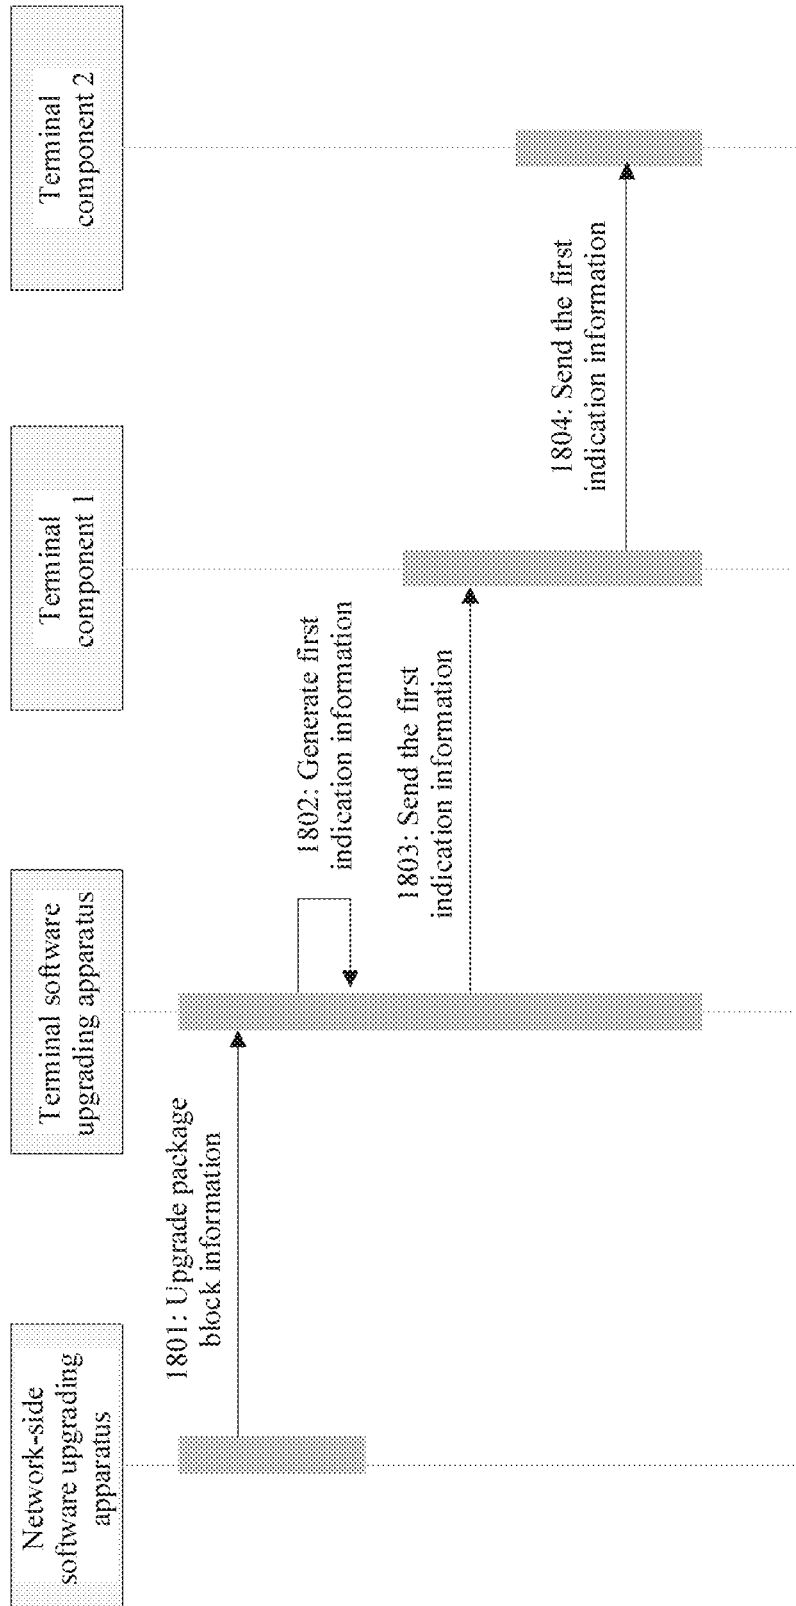 Network-side
software upgrading
apparatus
Terminal software
upgrading apparatus
Terminal
component 1
Terminal
component 2
1801: Upgrade package
block information
1802: Generate first
indication information
1803: Send the first
indication information
1804: Send the first
indication information